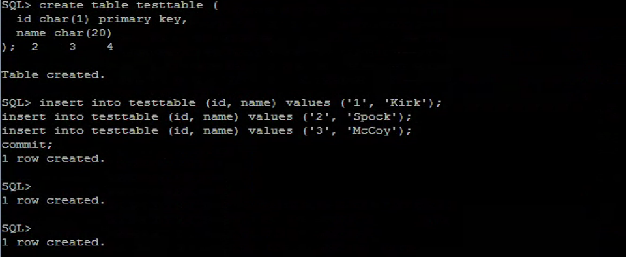 SQL> create table testtable (
id char(1) primary key,
name char(20)
); 2 3 4
Table created.
SQL> insert into testtable (id, name) values ('1', 'Kirk');
insert into testtable (id, name) values ('2', 'Spock');
insert into testtable (id, name) values ('3', 'McCoy');
commit;
1 row created.
SQL>
1 row created.
SQL>
1 row created.